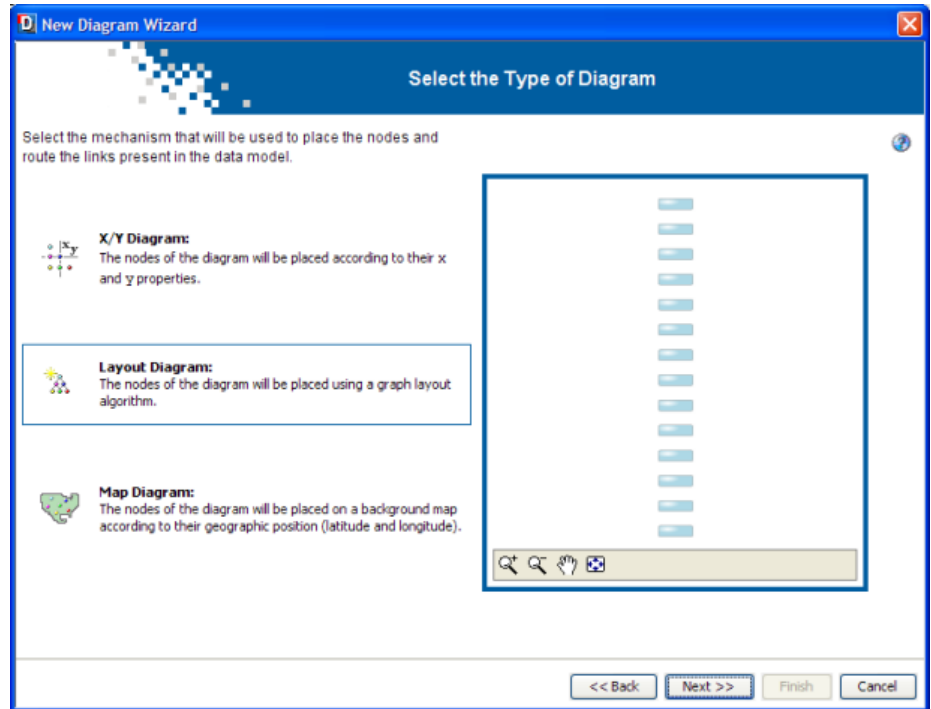 New Diagram Wizard
Select the Type of Diagram
Select the mechanism that will be used to place the nodes and
route the links present in the data model.
x y
X/Y Diagram:
The nodes of the diagram will be placed according to their x
and y properties.
Layout Diagram:
The nodes of the diagram will be placed using a graph layout
algorithm.
Map Diagram:
The nodes of the diagram will be placed on a background map
according to their geographic position (latitude and longitude).
<< Back
Next >>
Finish
Cancel